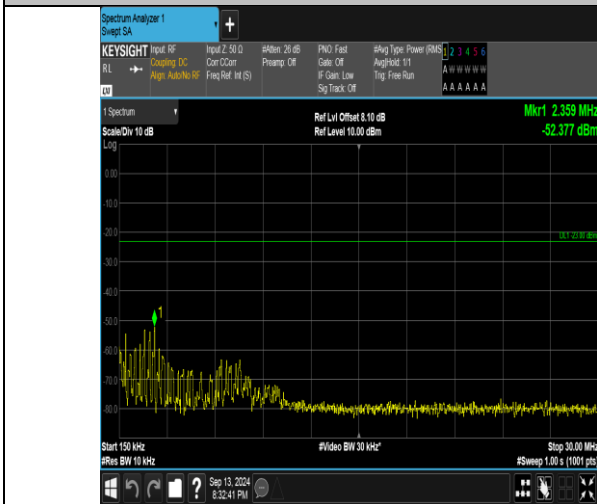 Spectrum Analyzer 1
Swept SA
+
KEYSIGHT
RL
Input: RF
Coupling: DC
Align: Auto/No RF
Input Z: 50 Ω
Corr CCorr
Freq Ref: Int (S)
#Atten: 26 dB
Preamp: Off
PNO: Fast
Gate: Off
IF Gain: Low
Sig Track: Off
#Avg Type: Power (RMS
Avg|Hold: 1/1
Trig: Free Run
1 2 3 4 5 6
A W W W W W
A A A A A A
1 Spectrum
Scale/Div 10 dB
Log
Ref Lvl Offset 8.10 dB
Ref Level 10.00 dBm
Mkr1 2.359 MHz
-52.377 dBm
0.00
-10.0
-20.0
DL1 -23.00 dBm
-30.0
-40.0
-50.0
1
-60.0
-70.0
-80.0
Start 150 kHz
#Res BW 10 kHz
#Video BW 30 kHz*
Stop 30.00 MHz
#Sweep 1.00 s (1001 pts)
?
Sep 13, 2024
8:32:41 PM